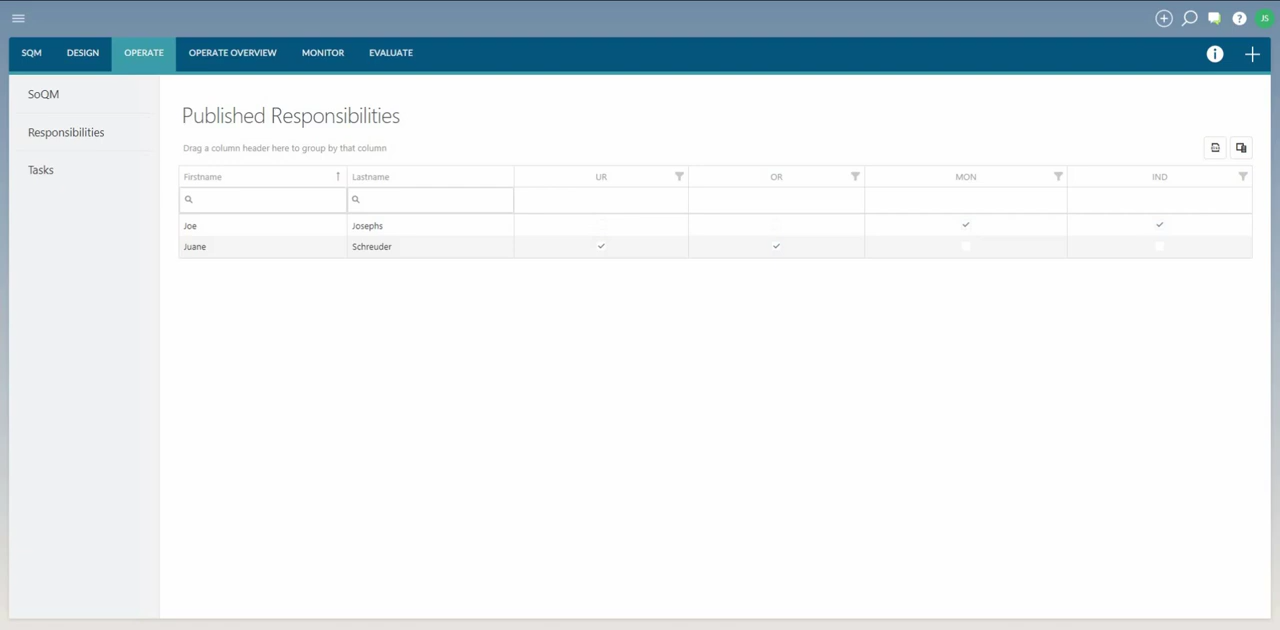 JS
SQM DESIGN OPERATE OPERATE OVERVIEW MONITOR EVALUATE
SoQM
Responsibilities
Tasks
Published Responsibilities
Drag a column header here to group by that column
Firstname Lastname UR OR MON IND
Joe Josephs
Juane Schreuder